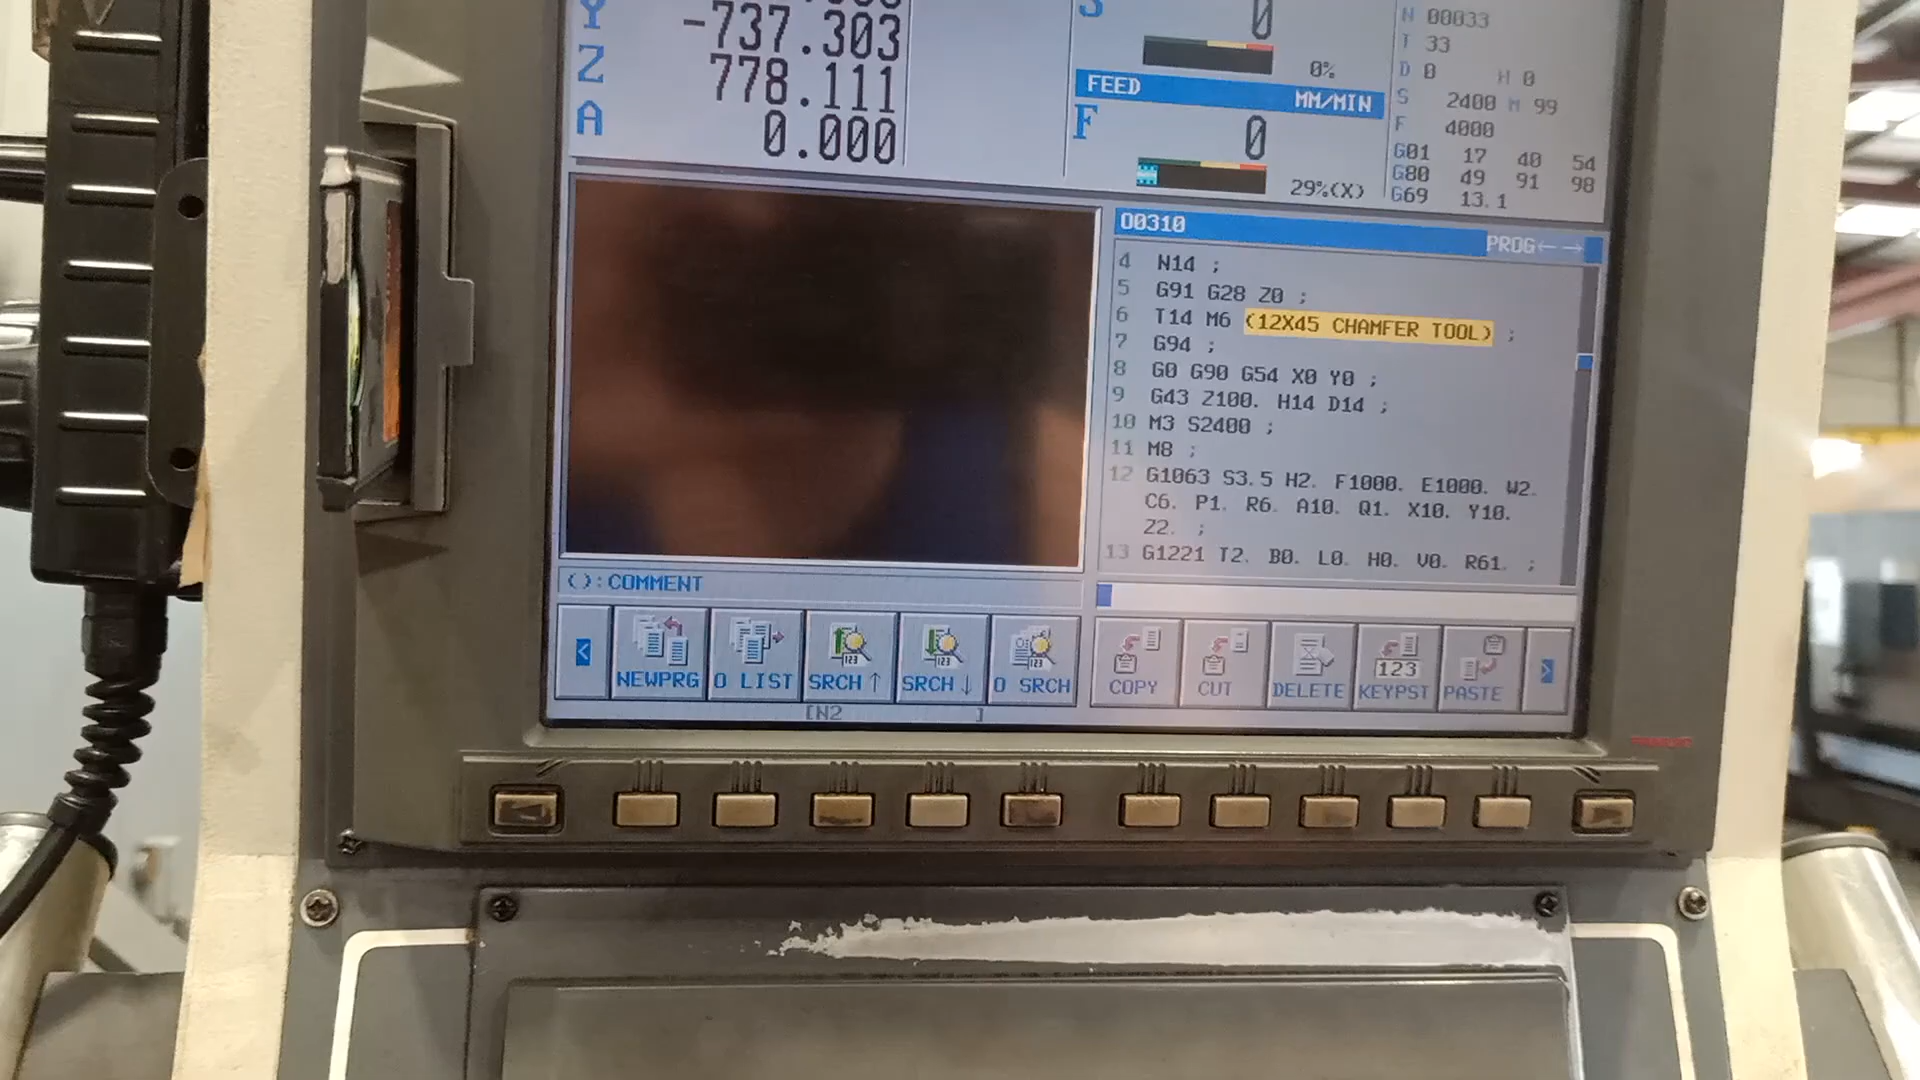 Y -737.303
Z 778.111
A 0.000
S 0
0%
FEED MM/MIN
F 0
29%(X)
N 00033
T 33
D 0 H 0
S 2400 M 99
F 4000
G01 17 40 54
G80 49 91 98
G69 13.1
O0310 PROG←→
4 N14 ;
5 G91 G28 Z0 ;
6 T14 M6 (12X45 CHAMFER TOOL) ;
7 G94 ;
8 G0 G90 G54 X0 Y0 ;
9 G43 Z100. H14 D14 ;
10 M3 S2400 ;
11 M8 ;
12 G1063 S3.5 H2. F1000. E1000. W2.
C6. P1. R6. A10. Q1. X10. Y10.
Z2. ;
13 G1221 T2. B0. L0. H0. V0. R61. ;
():COMMENT
< NEWPRG O LIST SRCH↑ SRCH↓ O SRCH COPY CUT DELETE KEYPST PASTE >
[N2 ]